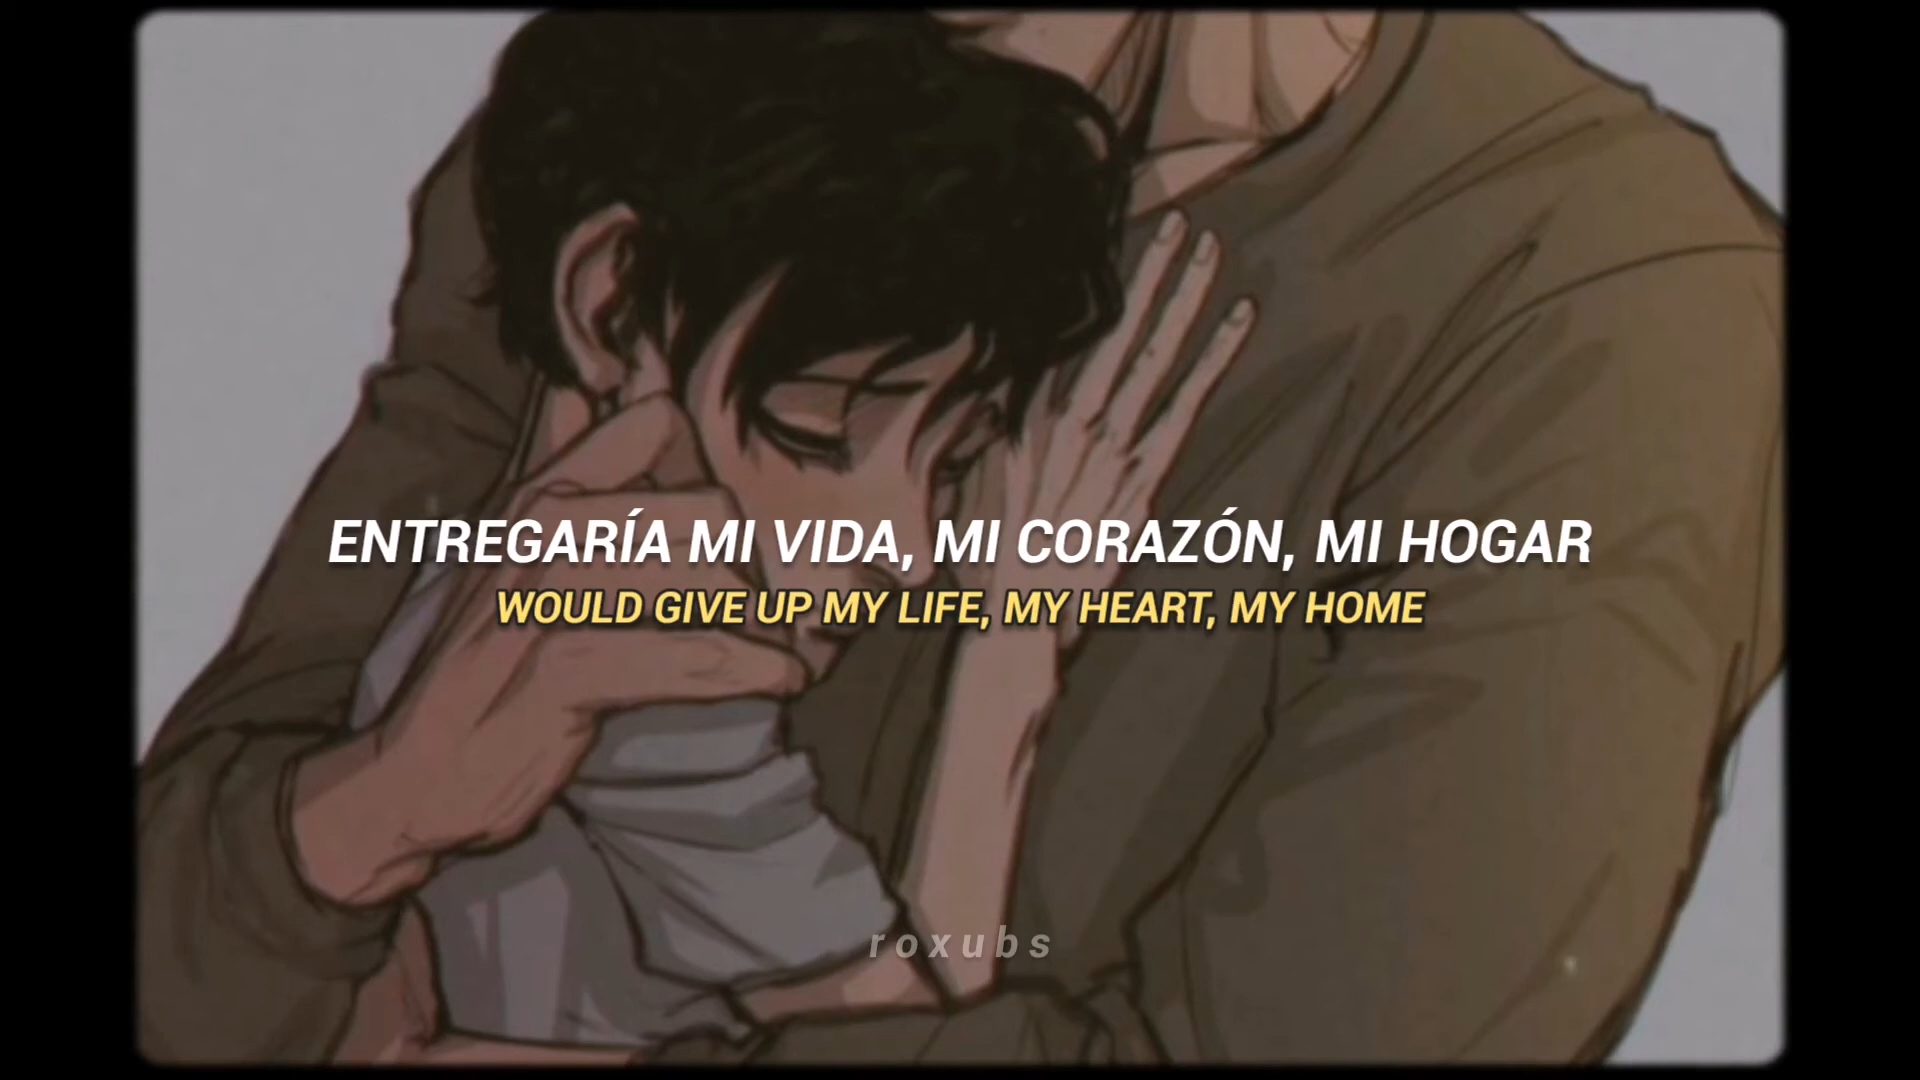 ENTREGARÍA MI VIDA, MI CORAZÓN, MI HOGAR
WOULD GIVE UP MY LIFE, MY HEART, MY HOME
roxubs